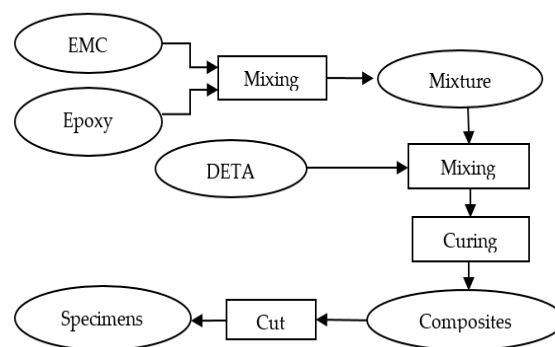 EMC
Epoxy
Mixing
Mixture
DETA
Mixing
Curing
Composites
Cut
Specimens